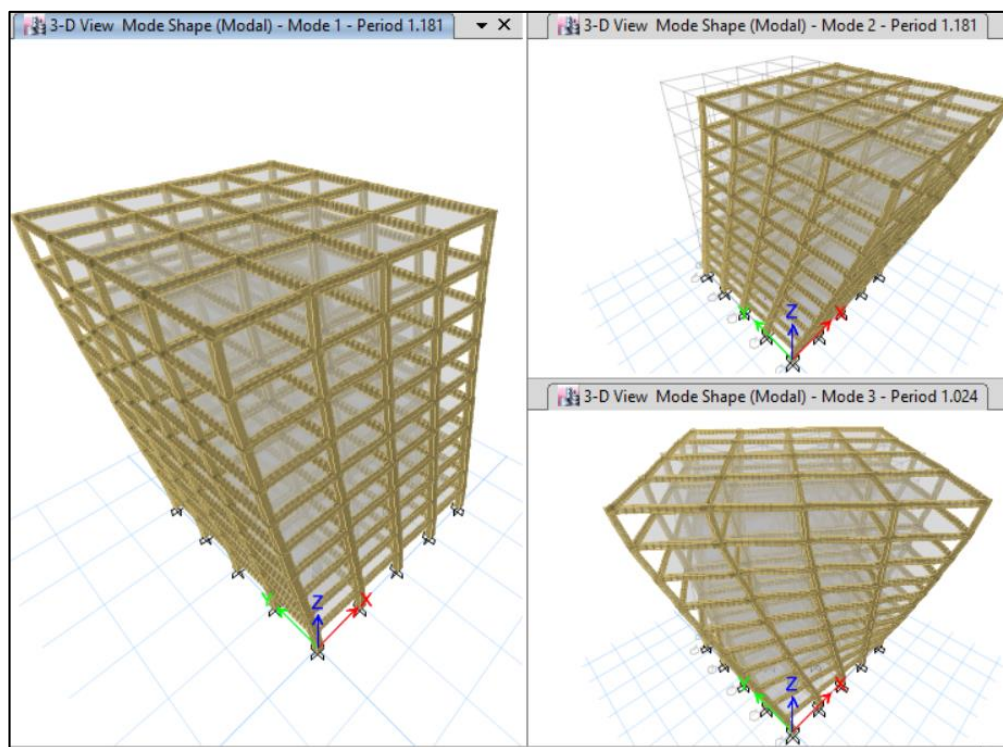 3-D View Mode Shape (Modal) - Mode 1 - Period 1.181
3-D View Mode Shape (Modal) - Mode 2 - Period 1.181
Z
X
Y
Z
X
Y
3-D View Mode Shape (Modal) - Mode 3 - Period 1.024
Z
X
Y